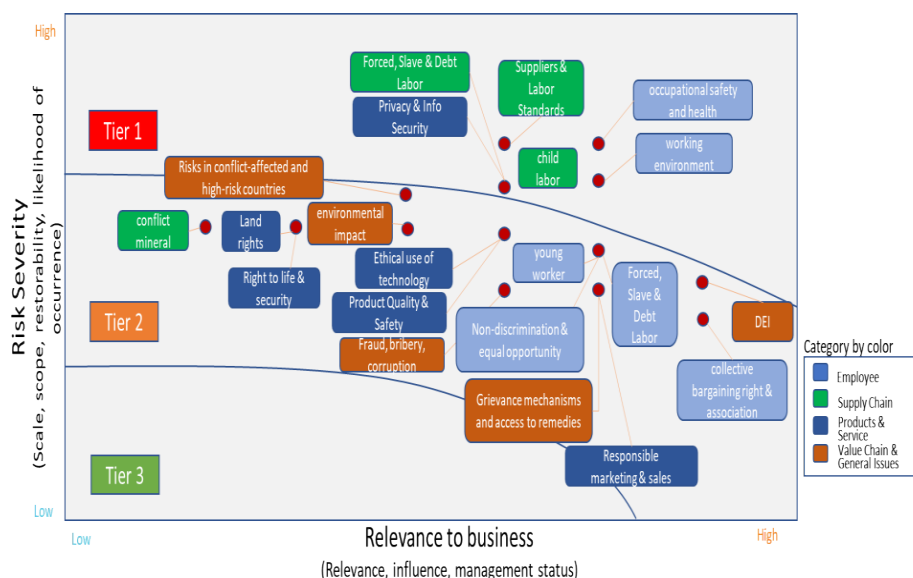 High
Forced, Slave & Debt
Labor
Suppliers &
Labor
Standards
occupational safety
and health
Privacy & Info
Security
Tier 1
child
labor
working
environment
Risks in conflict-affected and
high-risk countries
conflict
mineral
Land
rights
environmental
impact
Right to life &
security
Ethical use of
technology
young
worker
Forced,
Slave &
Debt
Labor
Risk Severity
(Scale, scope, restorability, likelihood of
occurrence)
Tier 2
Product Quality &
Safety
Non-discrimination &
equal opportunity
DEI
Fraud, bribery,
corruption
collective
bargaining right &
association
Grievance mechanisms
and access to remedies
Responsible
marketing & sales
Tier 3
Category by color
Employee
Supply Chain
Products &
Service
Value Chain &
General Issues
Low
Low
Relevance to business
High
(Relevance, influence, management status)